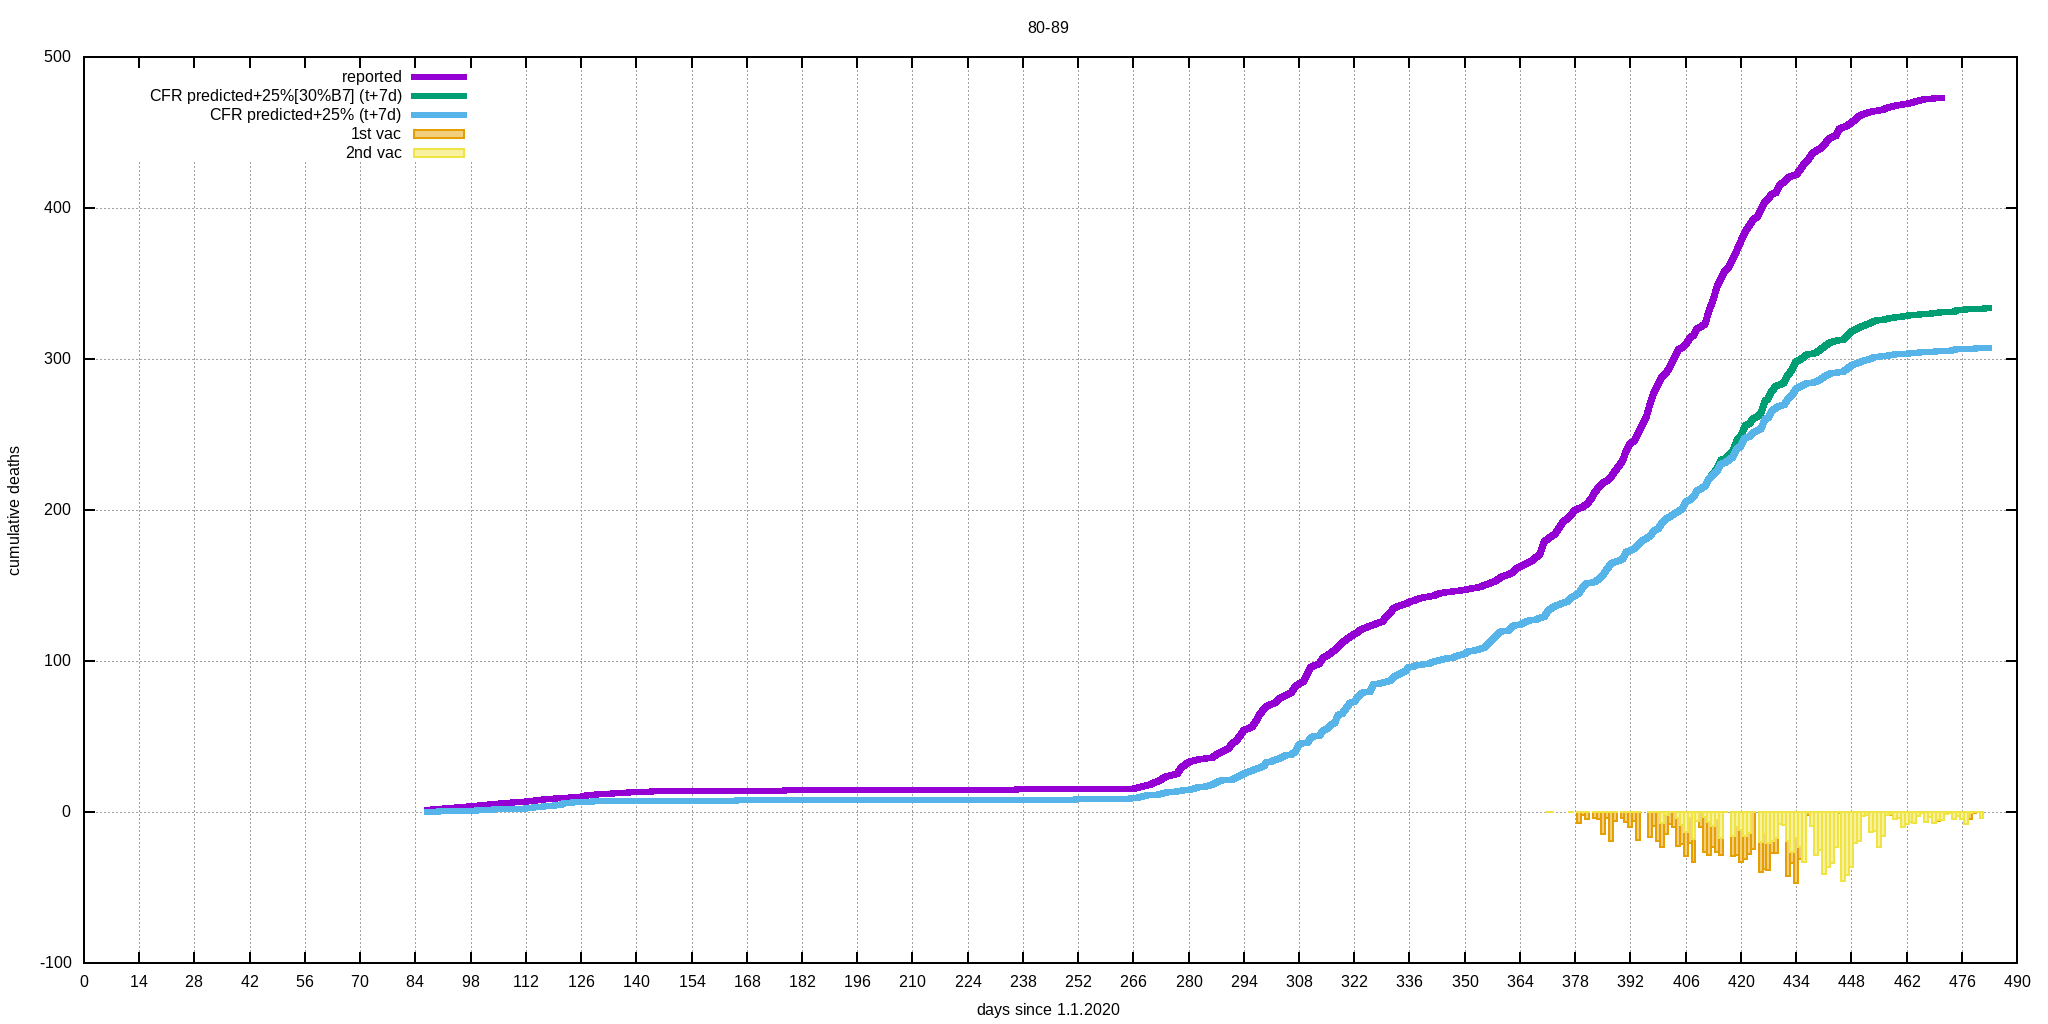 80-89
500
400
300
200
100
0
-100
reported
CFR predicted+25%[30%B7] (t+7d)
CFR predicted+25% (t+7d)
1st vac
2nd vac
cumulative deaths
0 14 28 42 56 70 84 98 112 126 140 154 168 182 196 210 224 238 252 266 280 294 308 322 336 350 364 378 392 406 420 434 448 462 476 490
days since 1.1.2020